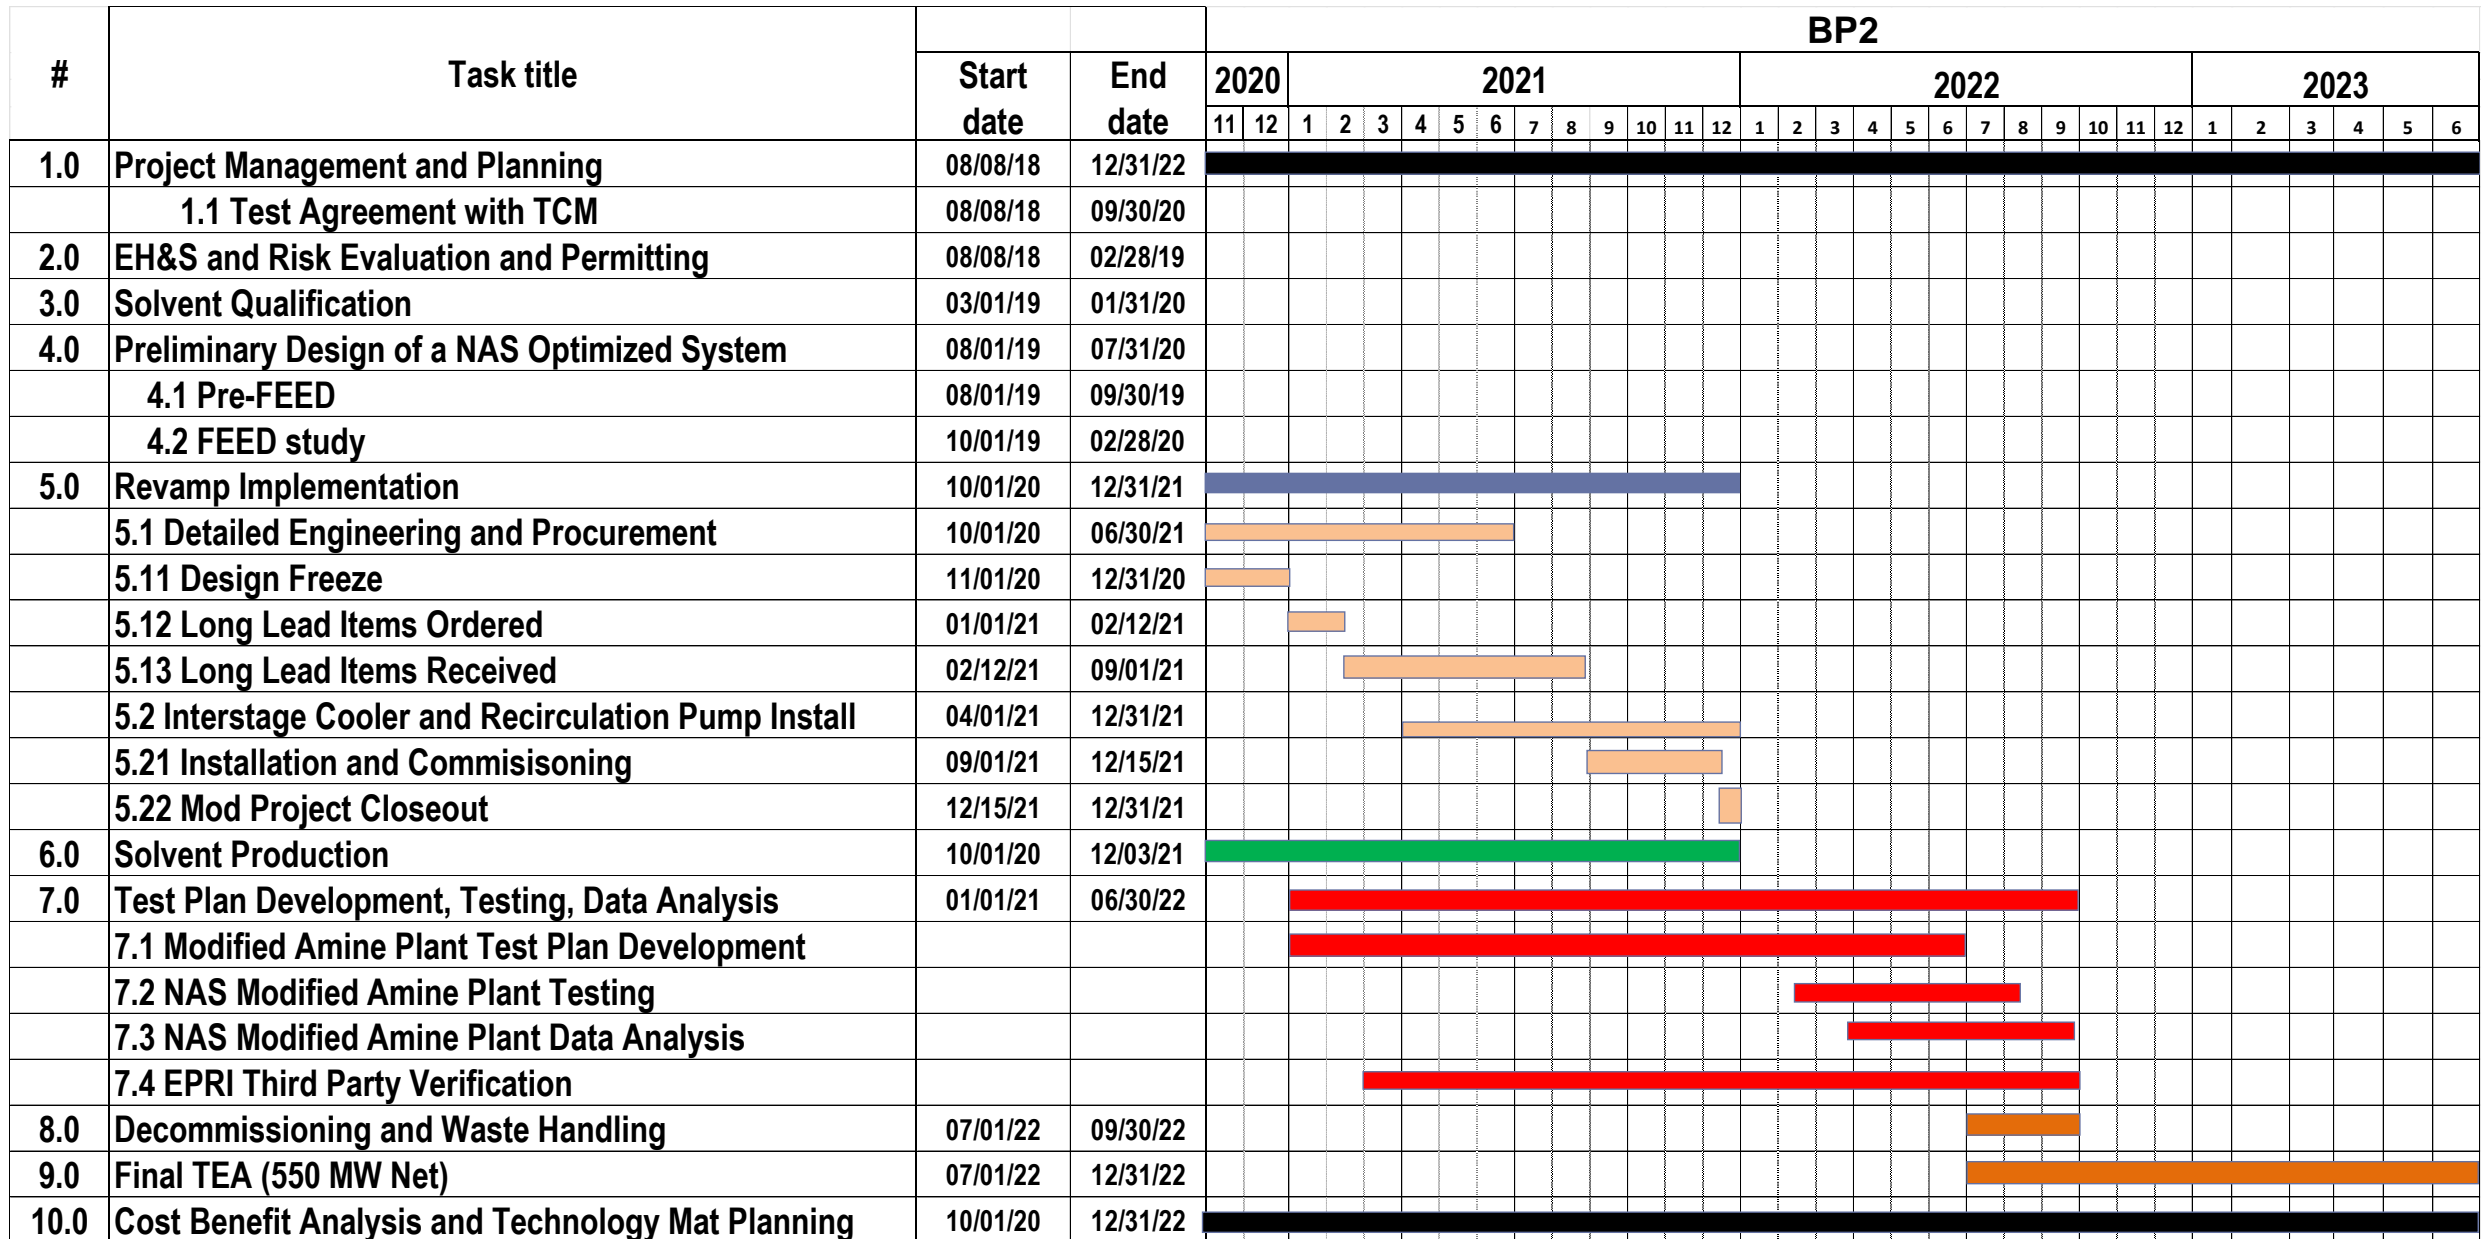 BP2
# Task title Start date End date 2020 2021 2022 2023
11 12 1 2 3 4 5 6 7 8 9 10 11 12 1 2 3 4 5 6 7 8 9 10 11 12 1 2 3 4 5 6
1.0 Project Management and Planning 08/08/18 12/31/22
1.1 Test Agreement with TCM 08/08/18 09/30/20
2.0 EH&S and Risk Evaluation and Permitting 08/08/18 02/28/19
3.0 Solvent Qualification 03/01/19 01/31/20
4.0 Preliminary Design of a NAS Optimized System 08/01/19 07/31/20
4.1 Pre-FEED 08/01/19 09/30/19
4.2 FEED study 10/01/19 02/28/20
5.0 Revamp Implementation 10/01/20 12/31/21
5.1 Detailed Engineering and Procurement 10/01/20 06/30/21
5.11 Design Freeze 11/01/20 12/31/20
5.12 Long Lead Items Ordered 01/01/21 02/12/21
5.13 Long Lead Items Received 02/12/21 09/01/21
5.2 Interstage Cooler and Recirculation Pump Install 04/01/21 12/31/21
5.21 Installation and Commisisoning 09/01/21 12/15/21
5.22 Mod Project Closeout 12/15/21 12/31/21
6.0 Solvent Production 10/01/20 12/03/21
7.0 Test Plan Development, Testing, Data Analysis 01/01/21 06/30/22
7.1 Modified Amine Plant Test Plan Development
7.2 NAS Modified Amine Plant Testing
7.3 NAS Modified Amine Plant Data Analysis
7.4 EPRI Third Party Verification
8.0 Decommissioning and Waste Handling 07/01/22 09/30/22
9.0 Final TEA (550 MW Net) 07/01/22 12/31/22
10.0 Cost Benefit Analysis and Technology Mat Planning 10/01/20 12/31/22